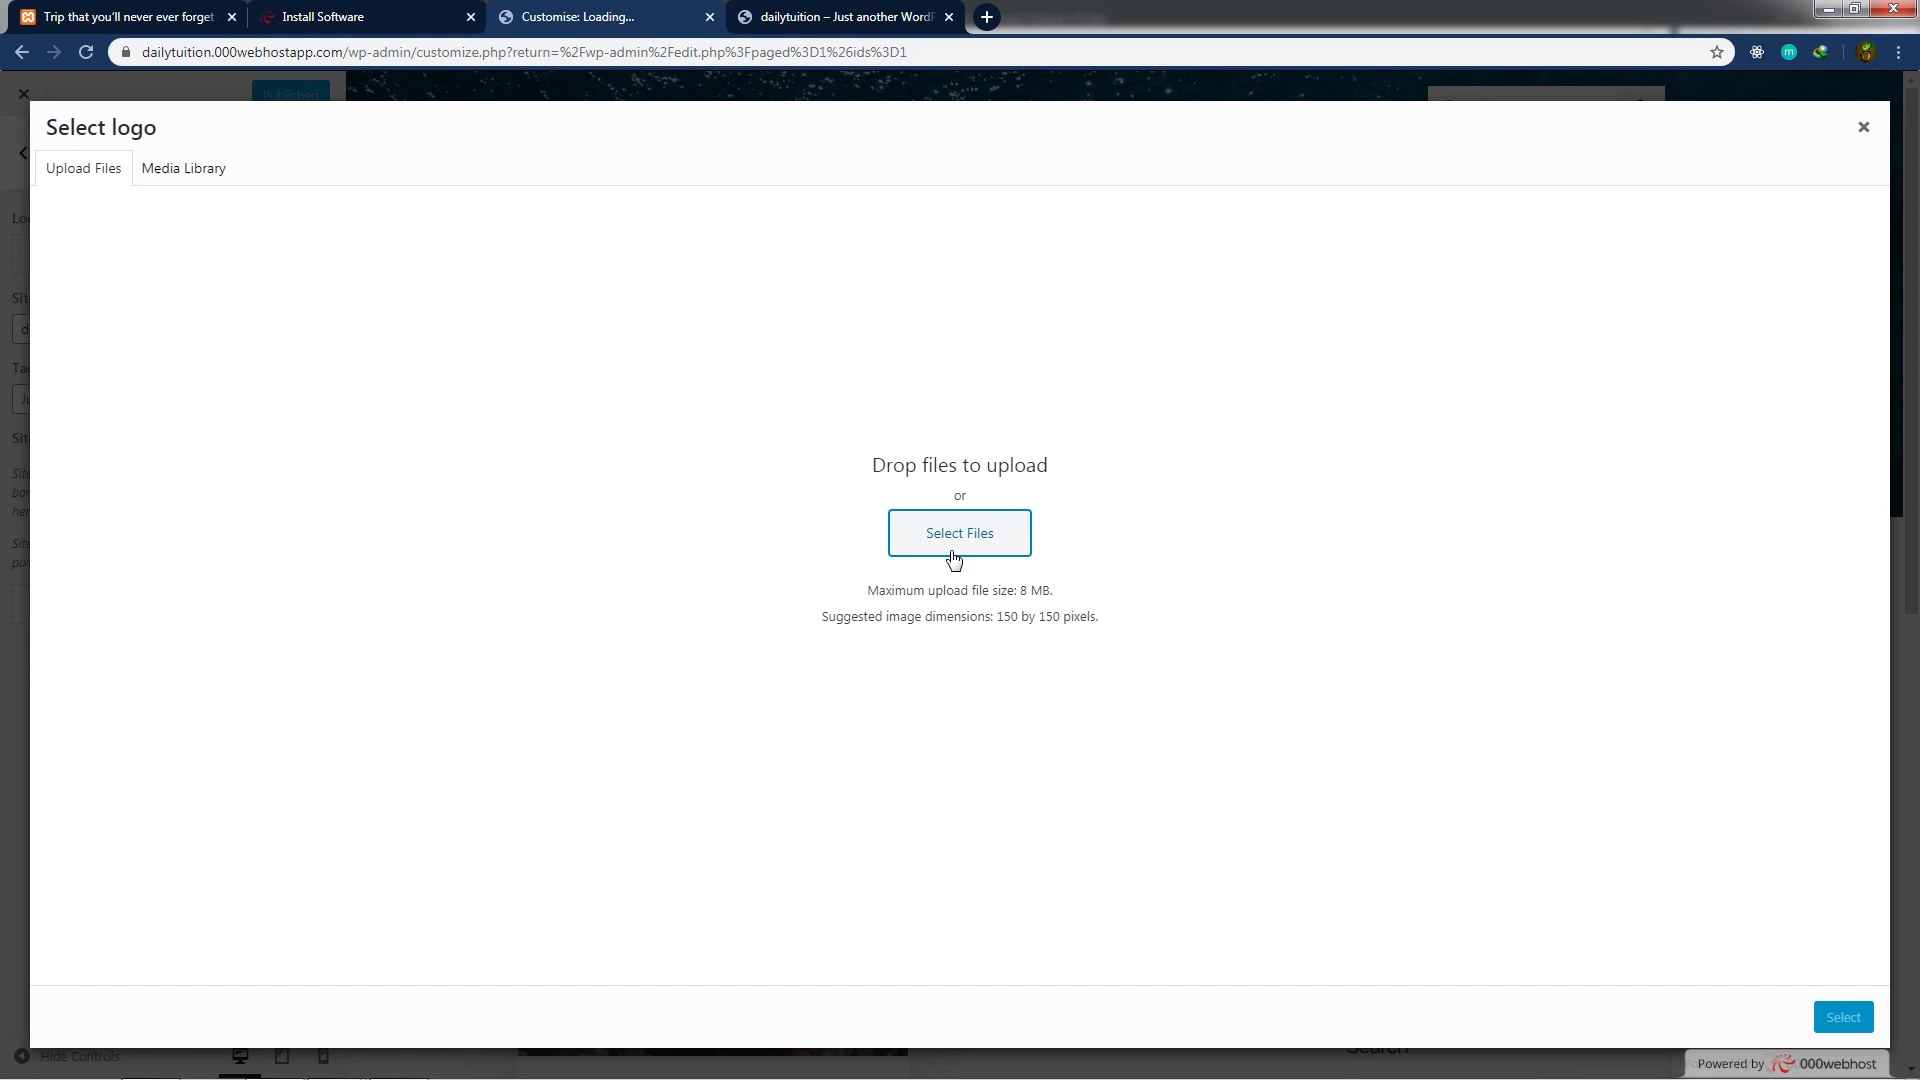 Trip that you'll never ever forget
Install Software
Customise: Loading...
dailytuition – Just another Word
dailytuition.000webhostapp.com/wp-admin/customize.php?return=%2Fwp-admin%2Fedit.php%3Fpaged%3D1%26ids%3D1
Published
Select logo
Upload Files
Media Library
Drop files to upload
or
Select Files
Maximum upload file size: 8 MB.
Suggested image dimensions: 150 by 150 pixels.
Select
Hide Controls
Search
Powered by 000webhost